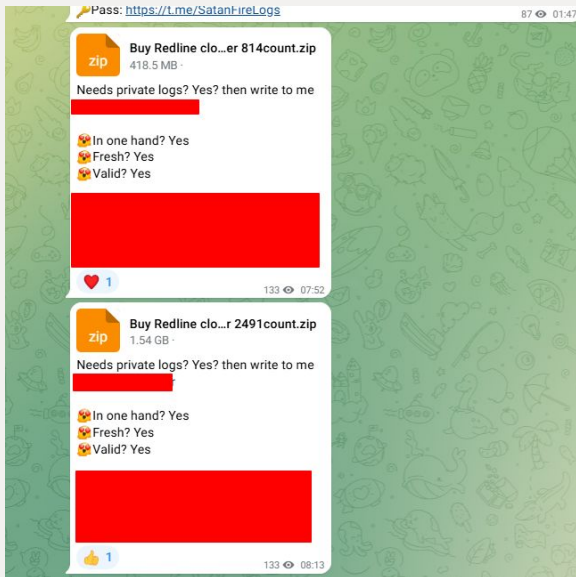 Pass: https://t.me/SatanFireLogs
87 01:47
Buy Redline clo...er 814count.zip
zip
418.5 MB ·
Needs private logs? Yes? then write to me
In one hand? Yes
Fresh? Yes
Valid? Yes
1
133 07:52
Buy Redline clo...r 2491count.zip
zip
1.54 GB ·
Needs private logs? Yes? then write to me
In one hand? Yes
Fresh? Yes
Valid? Yes
1
133 08:13